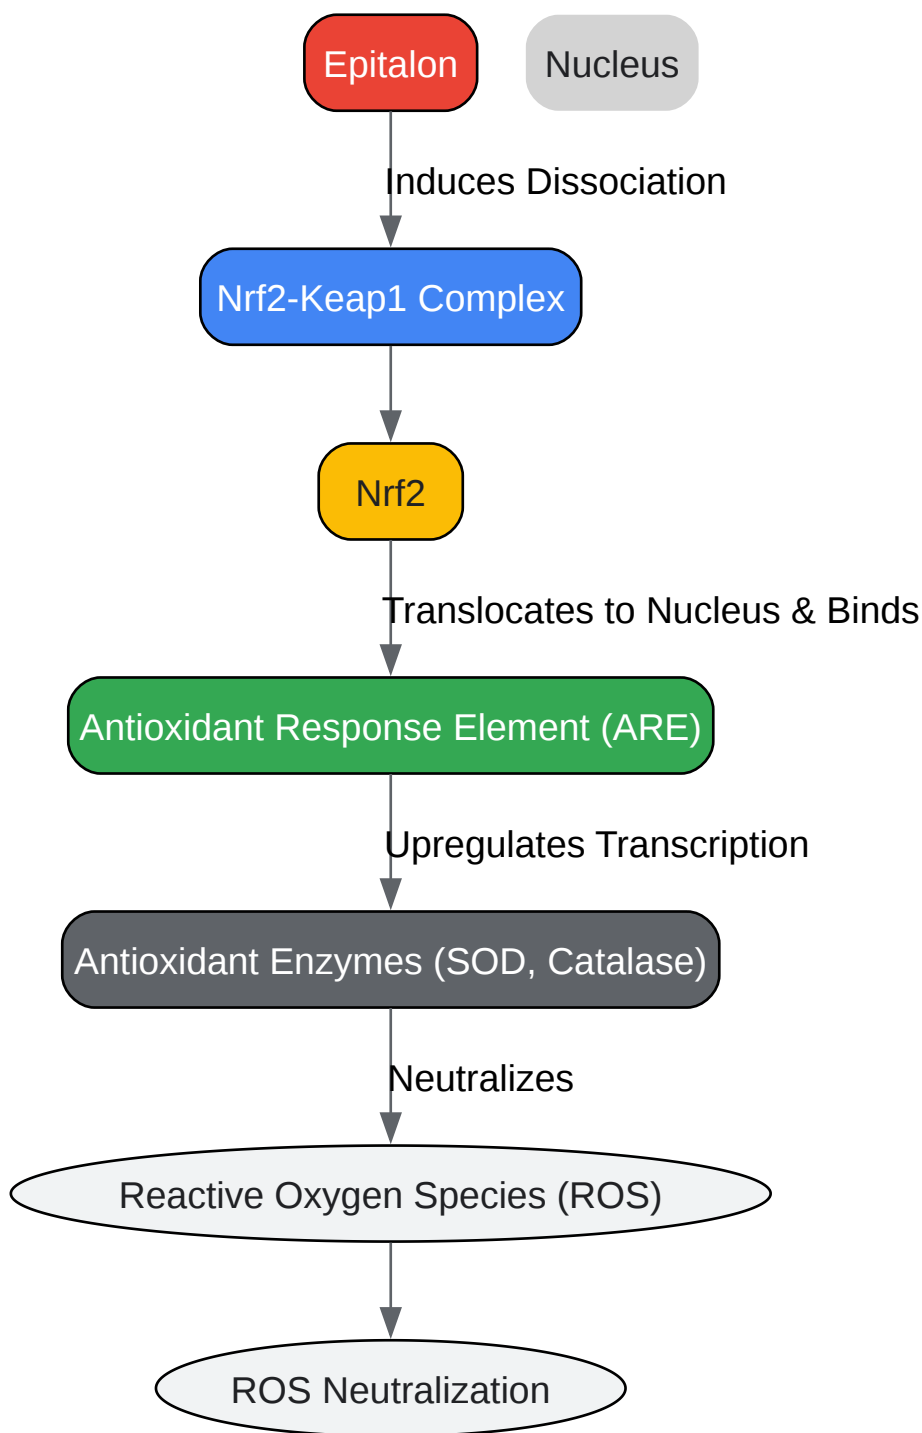 Epitalon
Nucleus
Induces Dissociation
Nrf2-Keap1 Complex
Nrf2
Translocates to Nucleus & Binds
Antioxidant Response Element (ARE)
Upregulates Transcription
Antioxidant Enzymes (SOD, Catalase)
Neutralizes
Reactive Oxygen Species (ROS)
ROS Neutralization